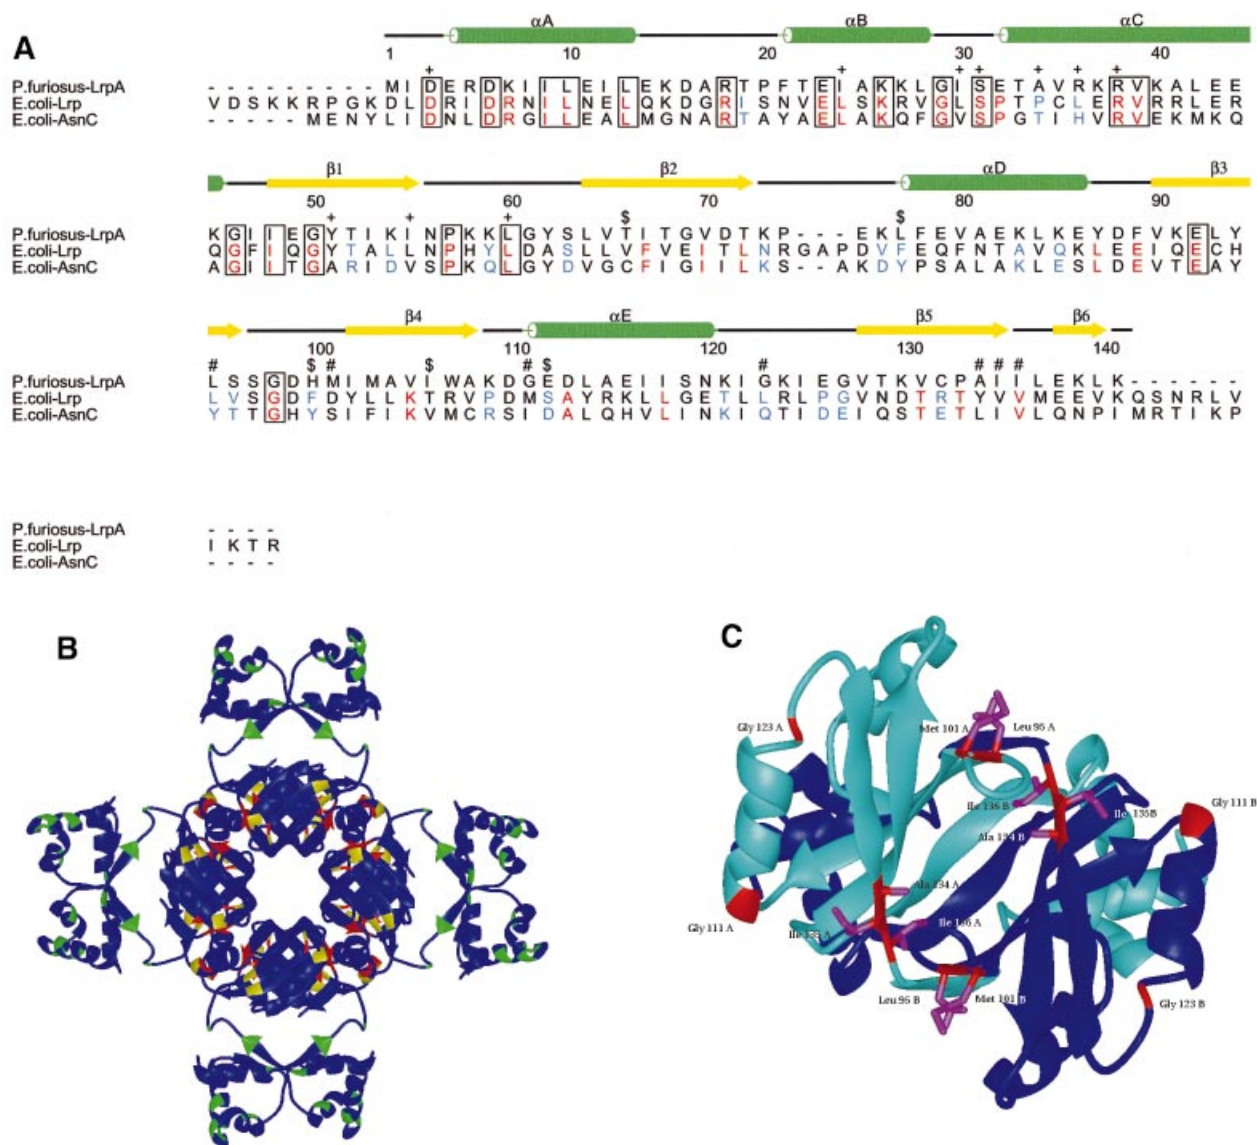 A
αA αB αC
1 10 20 30 40
+ + + + + + +
P.furiosus-LrpA - - - - - - - - - M I D E R D K I I L E I L E K D A R T P F T E I A K K L G I S E T A V R K R V K A L E E
E.coli-Lrp V D S K K R P G K D L D R I D R N I L N E L Q K D G R I S N V E L S K R V G L S P T P C L E R V R R L E R
E.coli-AsnC - - - - - M E N Y L I D N L D R G I L E A L M G N A R T A Y A E L A K Q F G V S P G T I H V R V E K M K Q
β1 β2 αD β3
50 60 70 80 90
+ + + $ $
P.furiosus-LrpA K G I I E G Y T I K I N P K K L G Y S L V T I T G V D T K P - - - E K L F E V A E K L K E Y D F V K E L Y
E.coli-Lrp Q G F I Q G Y T A L L N P H Y L D A S L L V F V E I T L N R G A P D V F E Q F N T A V Q K L E E I Q E C H
E.coli-AsnC A G I I T G A R I D V S P K Q L G Y D V G C F I G I I L K S - - A K D Y P S A L A K L E S L D E V T E A Y
β4 αE β5 β6
100 110 120 130 140
# $ # $ # $ # # # #
P.furiosus-LrpA L S S G D H M I M A V I W A K D G E D L A E I I S N K I G K I E G V T K V C P A I I L E K L K - - - - - -
E.coli-Lrp L V S G D F D Y L L K T R V P D M S A Y R K L L G E T L L R L P G V N D T R T Y V V M E E V K Q S N R L V
E.coli-AsnC Y T T G H Y S I F I K V M C R S I D A L Q H V L I N K I Q T I D E I Q S T E T L I V L Q N P I M R T I K P
P.furiosus-LrpA - - - -
E.coli-Lrp I K T R
E.coli-AsnC - - - -
B
C
Gly 123 A
Met 101 A
Leu 95 A
Ile 136 B
Ile 135B
Gly 111 B
Ala 134 B
Ala 134 A
Gly 111 A
Ile 136 A
Leu 95 B
Met 101 B
Gly 123 B